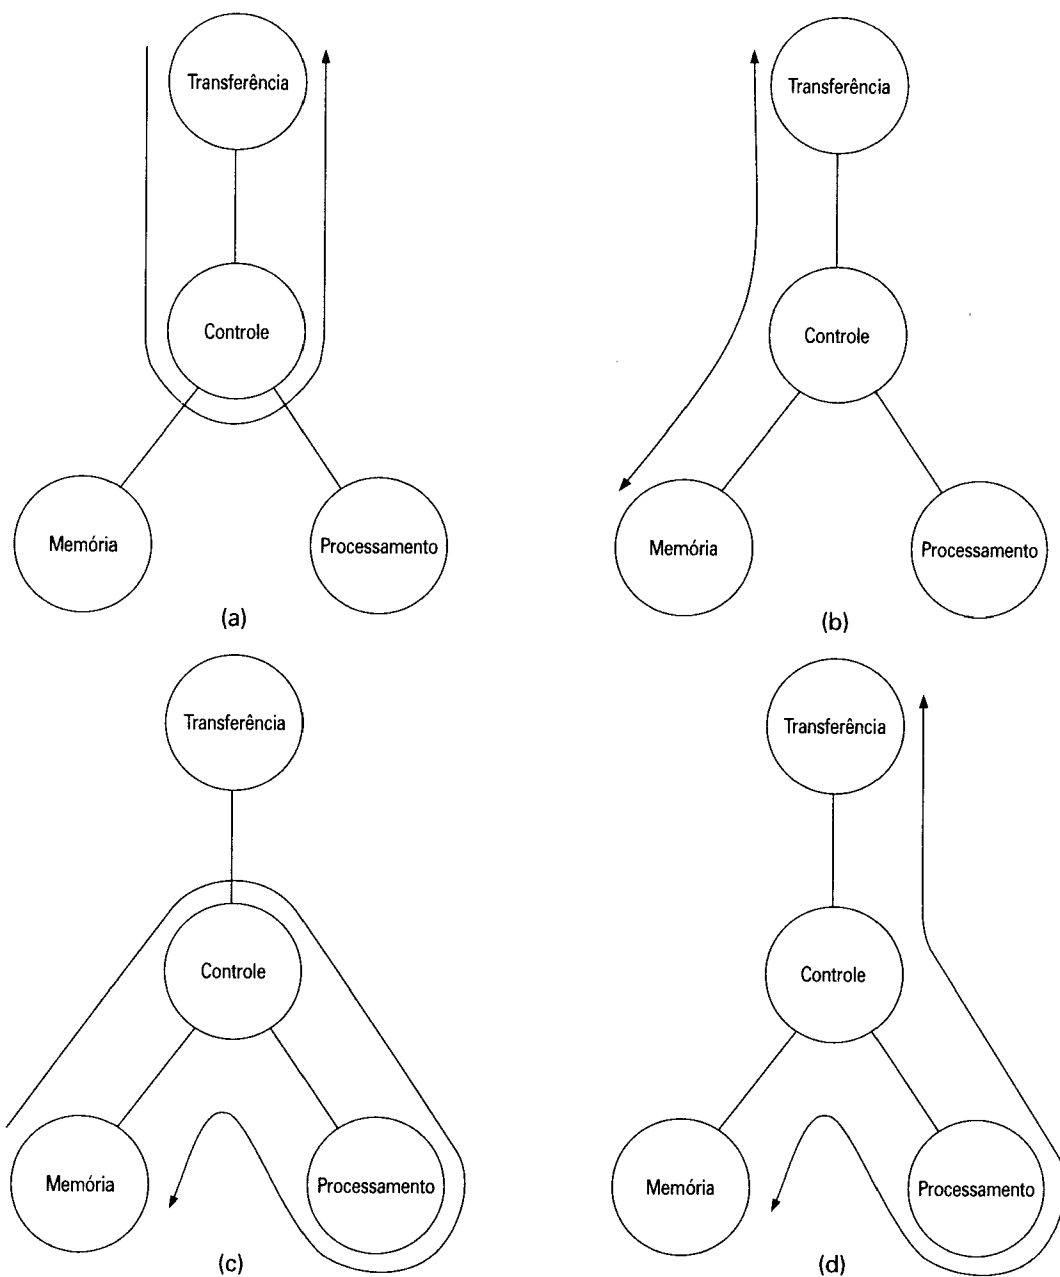 Transferência
Controle
Memória
Processamento
(a)
Transferência
Controle
Memória
Processamento
(b)
Transferência
Controle
Memória
Processamento
(c)
Transferência
Controle
Memória
Processamento
(d)